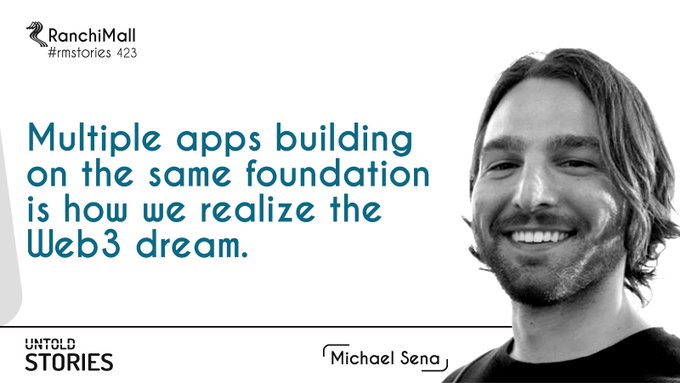 RanchiMall
#rmstories 423
Multiple apps building
on the same foundation
is how we realize the
Web3 dream.
UNTOLD
STORIES
Michael Sena